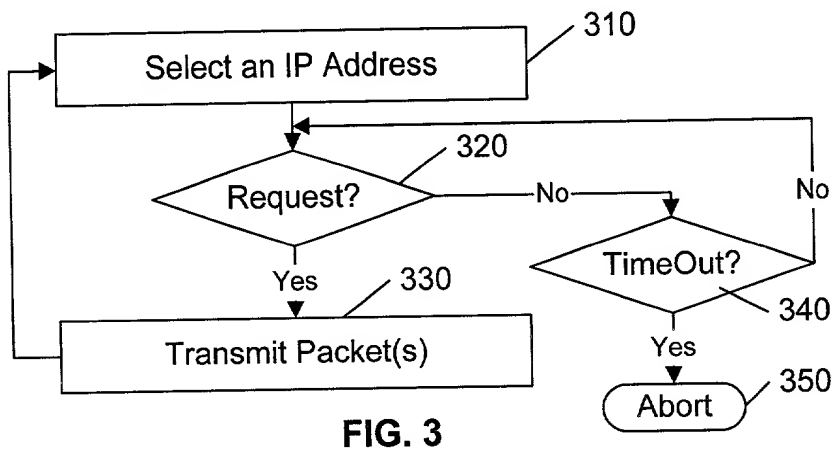 310
Select an IP Address
320
Request?
No
No
TimeOut?
Yes
330
340
Transmit Packet(s)
Yes
350
Abort
FIG. 3